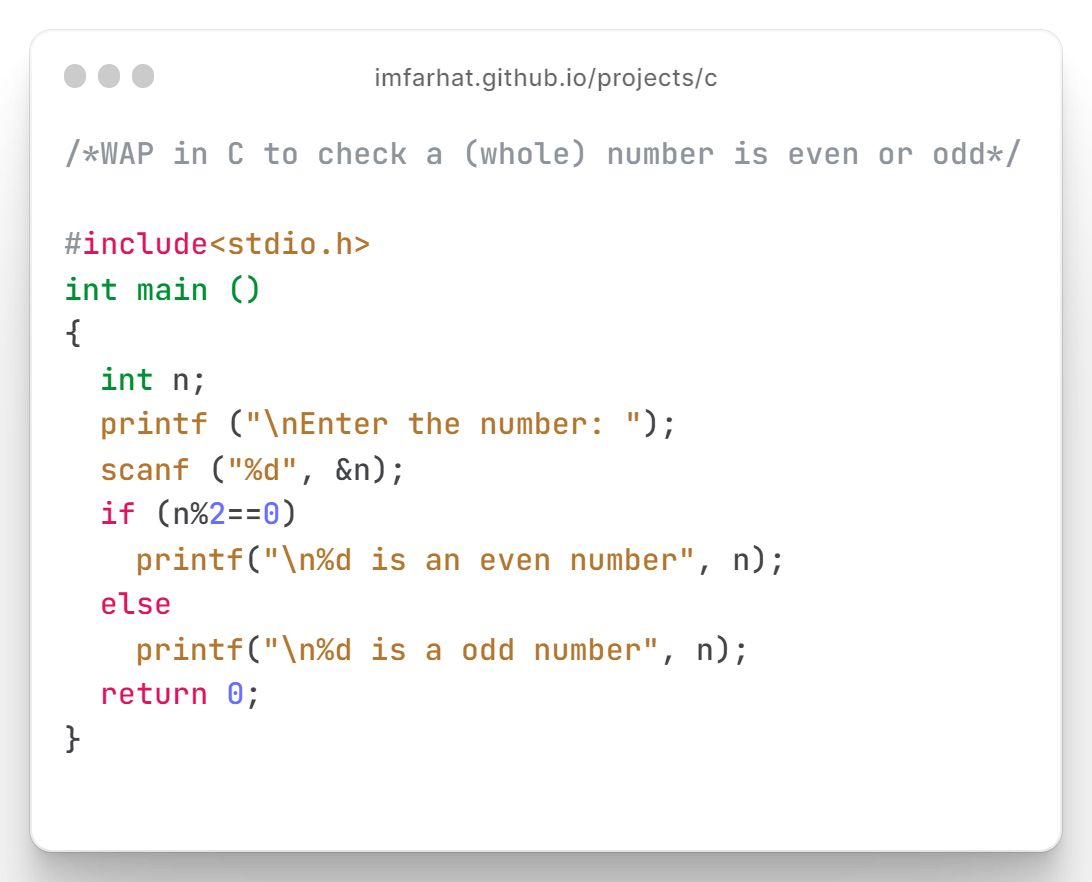 imfarhat.github.io/projects/c
/*WAP in C to check a (whole) number is even or odd*/
#include<stdio.h>
int main ()
{
  int n;
  printf ("\nEnter the number: ");
  scanf ("%d", &n);
  if (n%2==0)
    printf("\n%d is an even number", n);
  else
    printf("\n%d is a odd number", n);
  return 0;
}